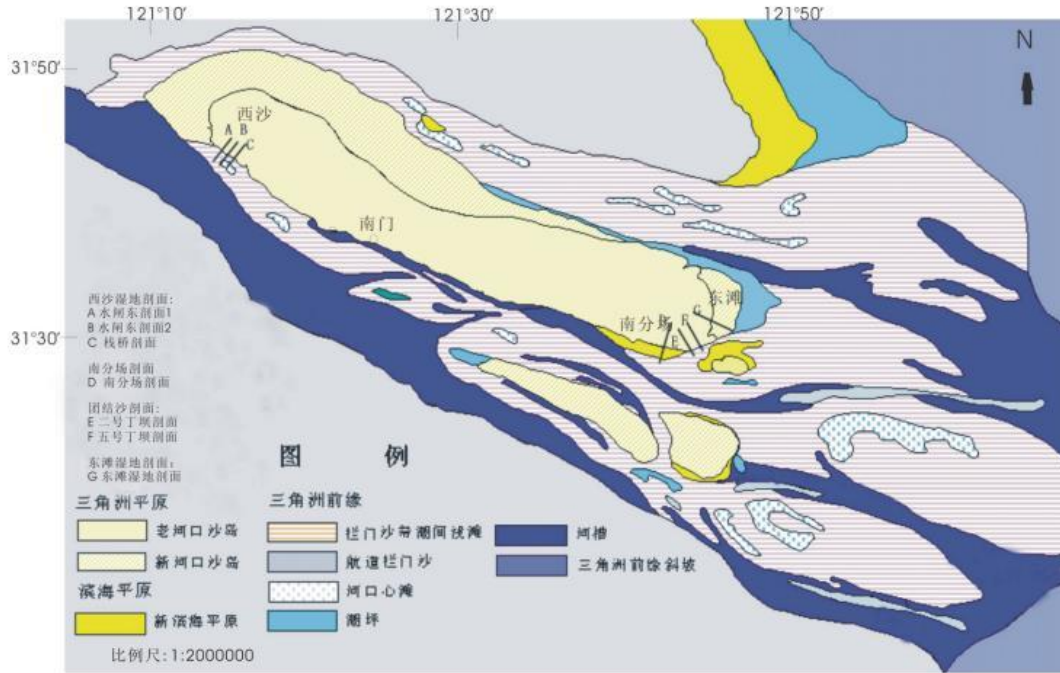 121°10′ 121°30′ 121°50′
N
31°50′
西沙
A B
C
南门
东滩
G
南分场 F
E
31°30′
西沙湿地剖面:
A 水闸东剖面1
B 水闸东剖面2
C 栈桥剖面
南分场剖面
D 南分场剖面
团结沙剖面:
E 二号丁坝剖面
F 五号丁坝剖面
东滩湿地剖面:
G 东滩湿地剖面
图 例
三角洲平原
老河口沙岛
新河口沙岛
滨海平原
新滨海平原
三角洲前缘
栏门沙带潮间浅滩
航道栏门沙
河口心滩
潮坪
河槽
三角洲前缘斜坡
比例尺:1:2000000